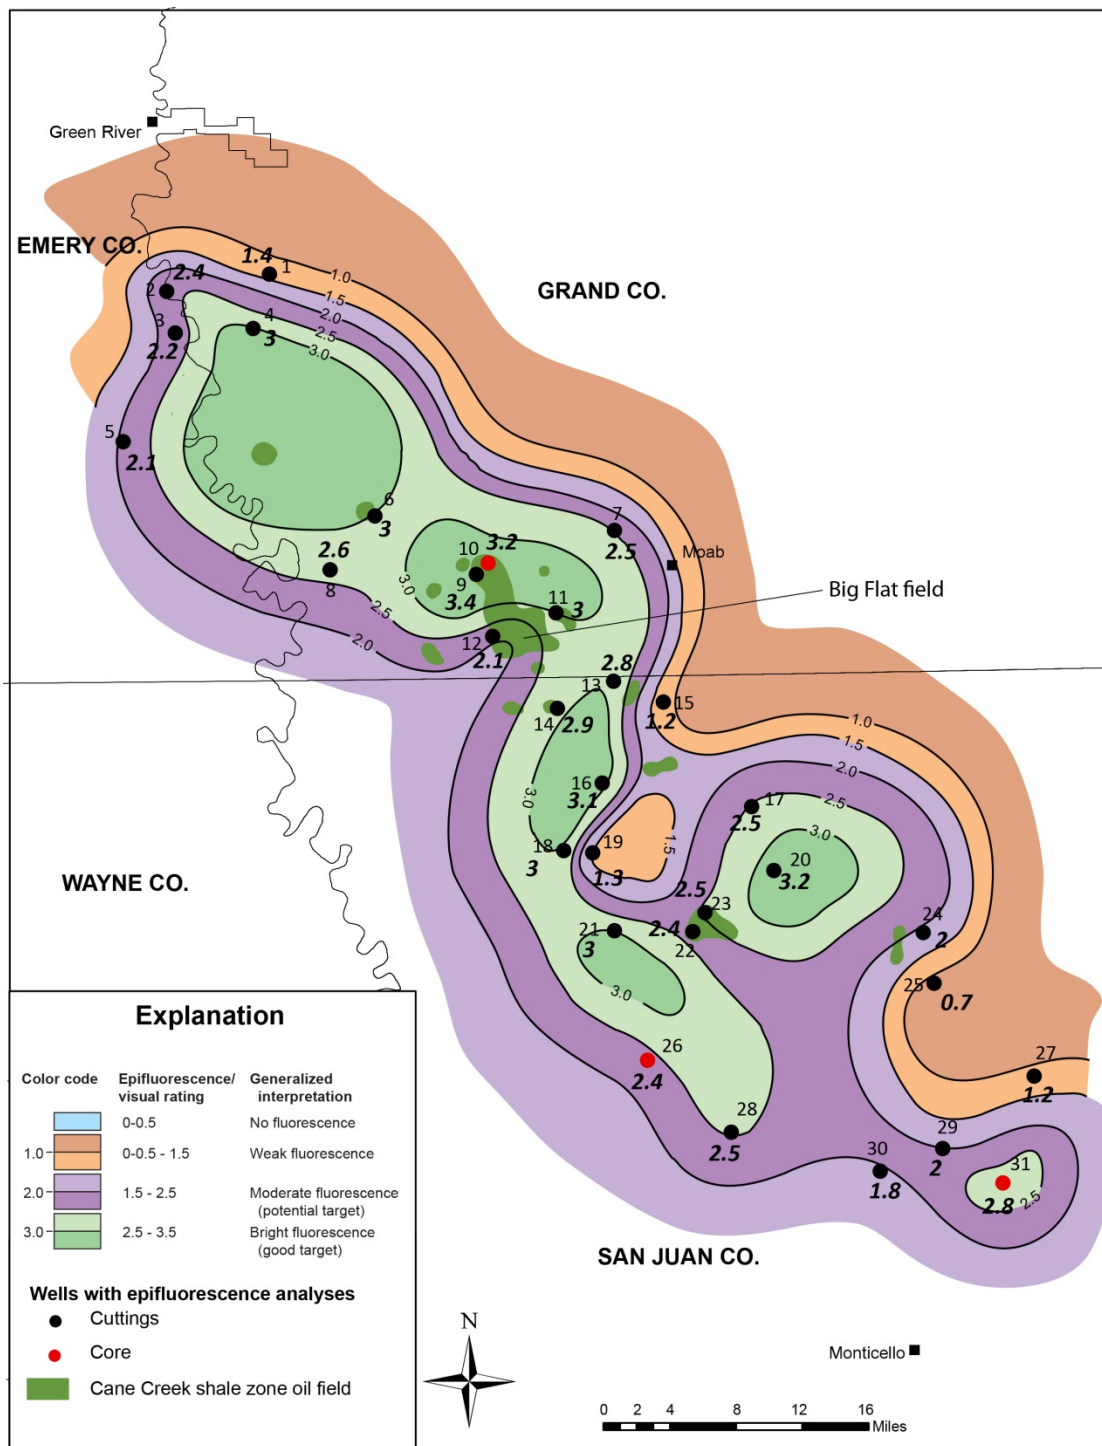 Green River
EMERY CO.
1.4
1
2.4
2
1.0
GRAND CO.
1.5
3
4
2.0
2.2
3
2.5
3.0
5
2.1
6
3
7
2.5
Moab
2.6
8
10
3.2
9
3.4
3.0
11
3
Big Flat field
2.5
2.0
12
2.1
2.8
13
15
1.2
14
2.9
1.0
1.5
2.0
16
3.1
3.0
17
2.5
2.5
3.0
1.5
18
3
19
1.3
20
3.2
WAYNE CO.
2.5
23
2.4
22
21
3
3.0
24
2
25
0.7
26
2.4
27
1.2
28
2.5
29
2
30
1.8
31
2.8
2.5
SAN JUAN CO.
Explanation
Color code
Epifluorescence/
visual rating
Generalized
interpretation
0-0.5
No fluorescence
1.0
0-0.5 - 1.5
Weak fluorescence
2.0
1.5 - 2.5
Moderate fluorescence
(potential target)
3.0
2.5 - 3.5
Bright fluorescence
(good target)
Wells with epifluorescence analyses
Cuttings
Core
Cane Creek shale zone oil field
N
Monticello
0 2 4 8 12 16
Miles